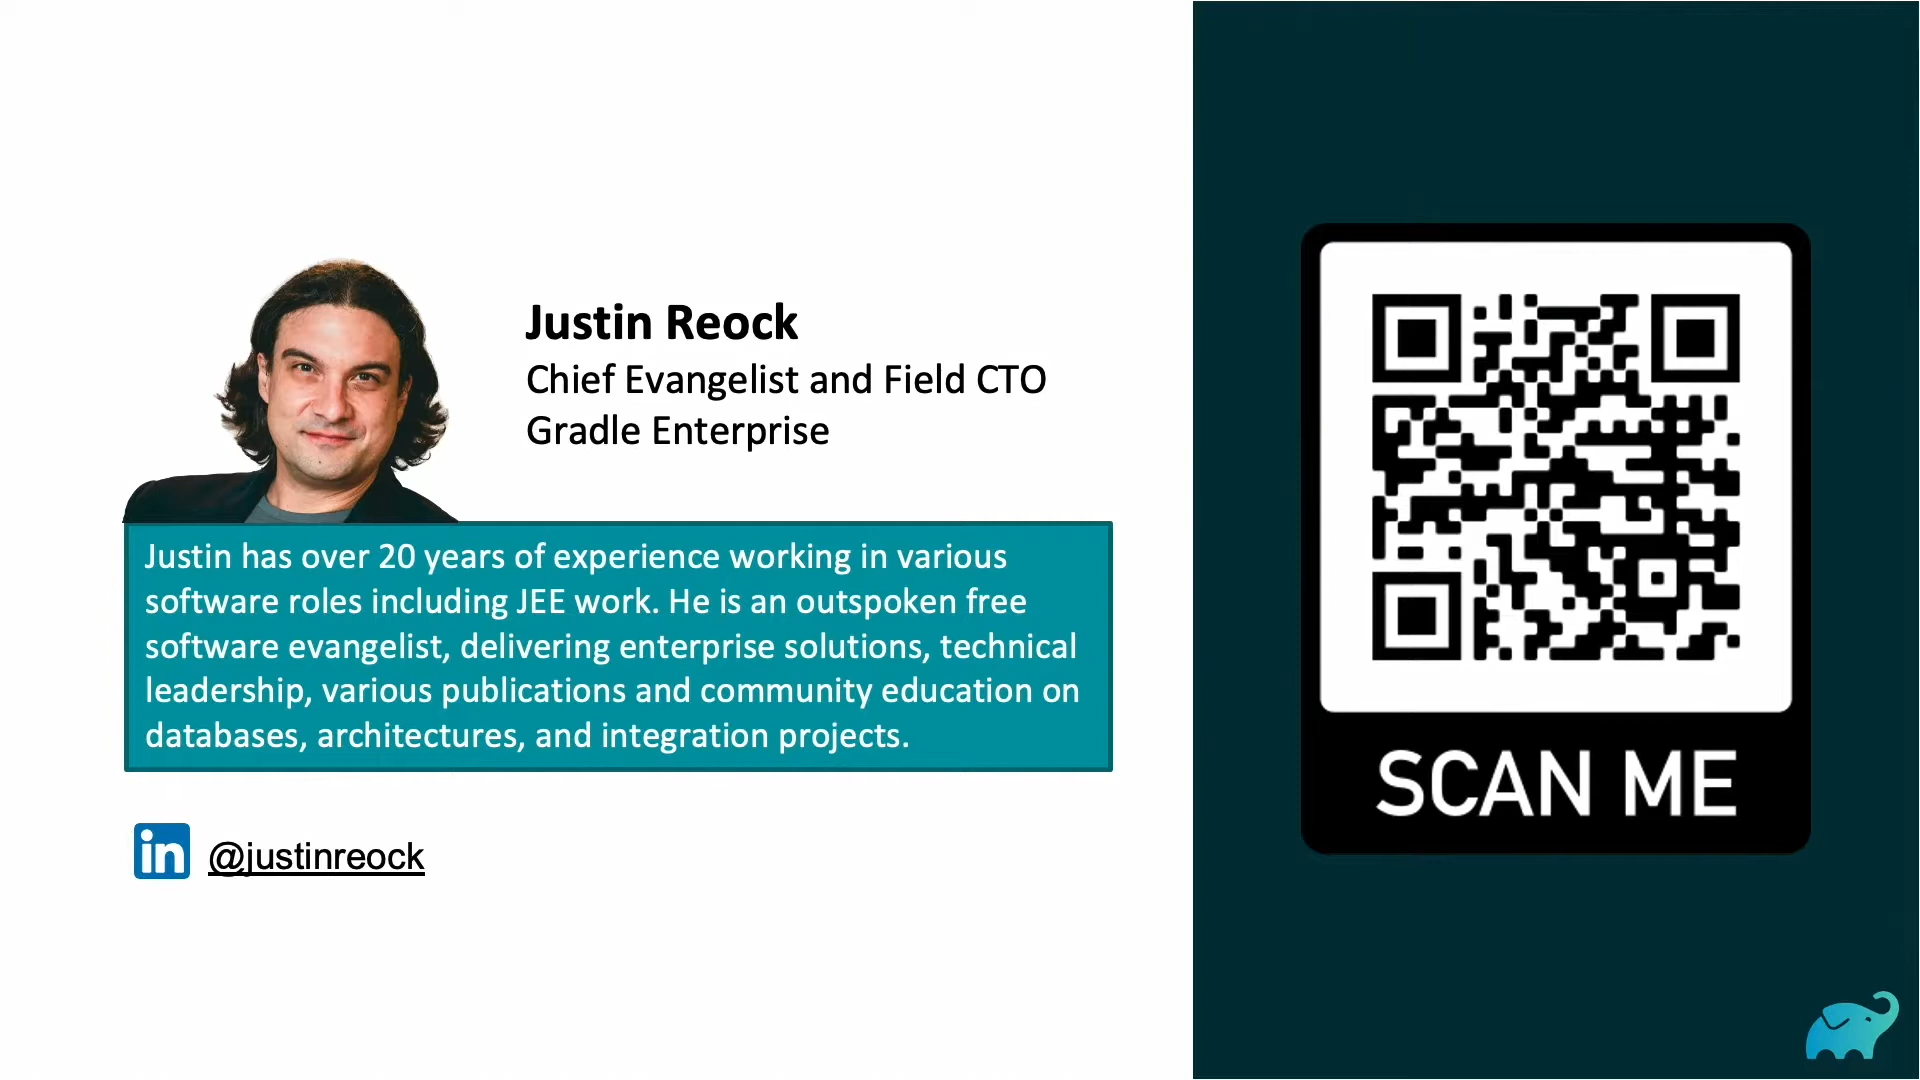 Justin Reock
Chief Evangelist and Field CTO
Gradle Enterprise
Justin has over 20 years of experience working in various
software roles including JEE work. He is an outspoken free
software evangelist, delivering enterprise solutions, technical
leadership, various publications and community education on
databases, architectures, and integration projects.
in @justinreock
SCAN ME